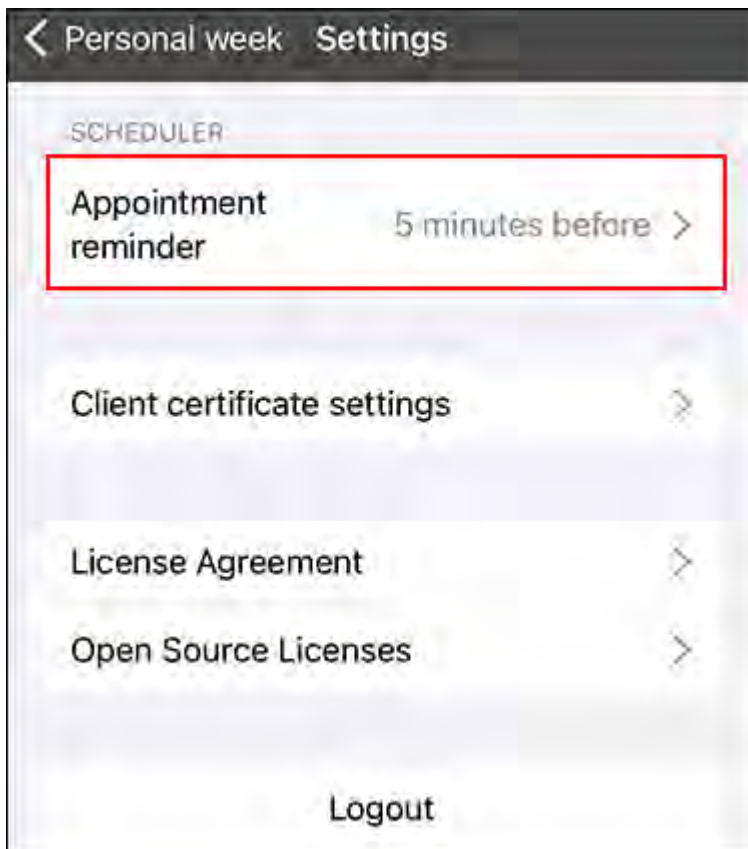 Personal week Settings
SCHEDULER
Appointment
reminder
5 minutes before
Client certificate settings
License Agreement
Open Source Licenses
Logout